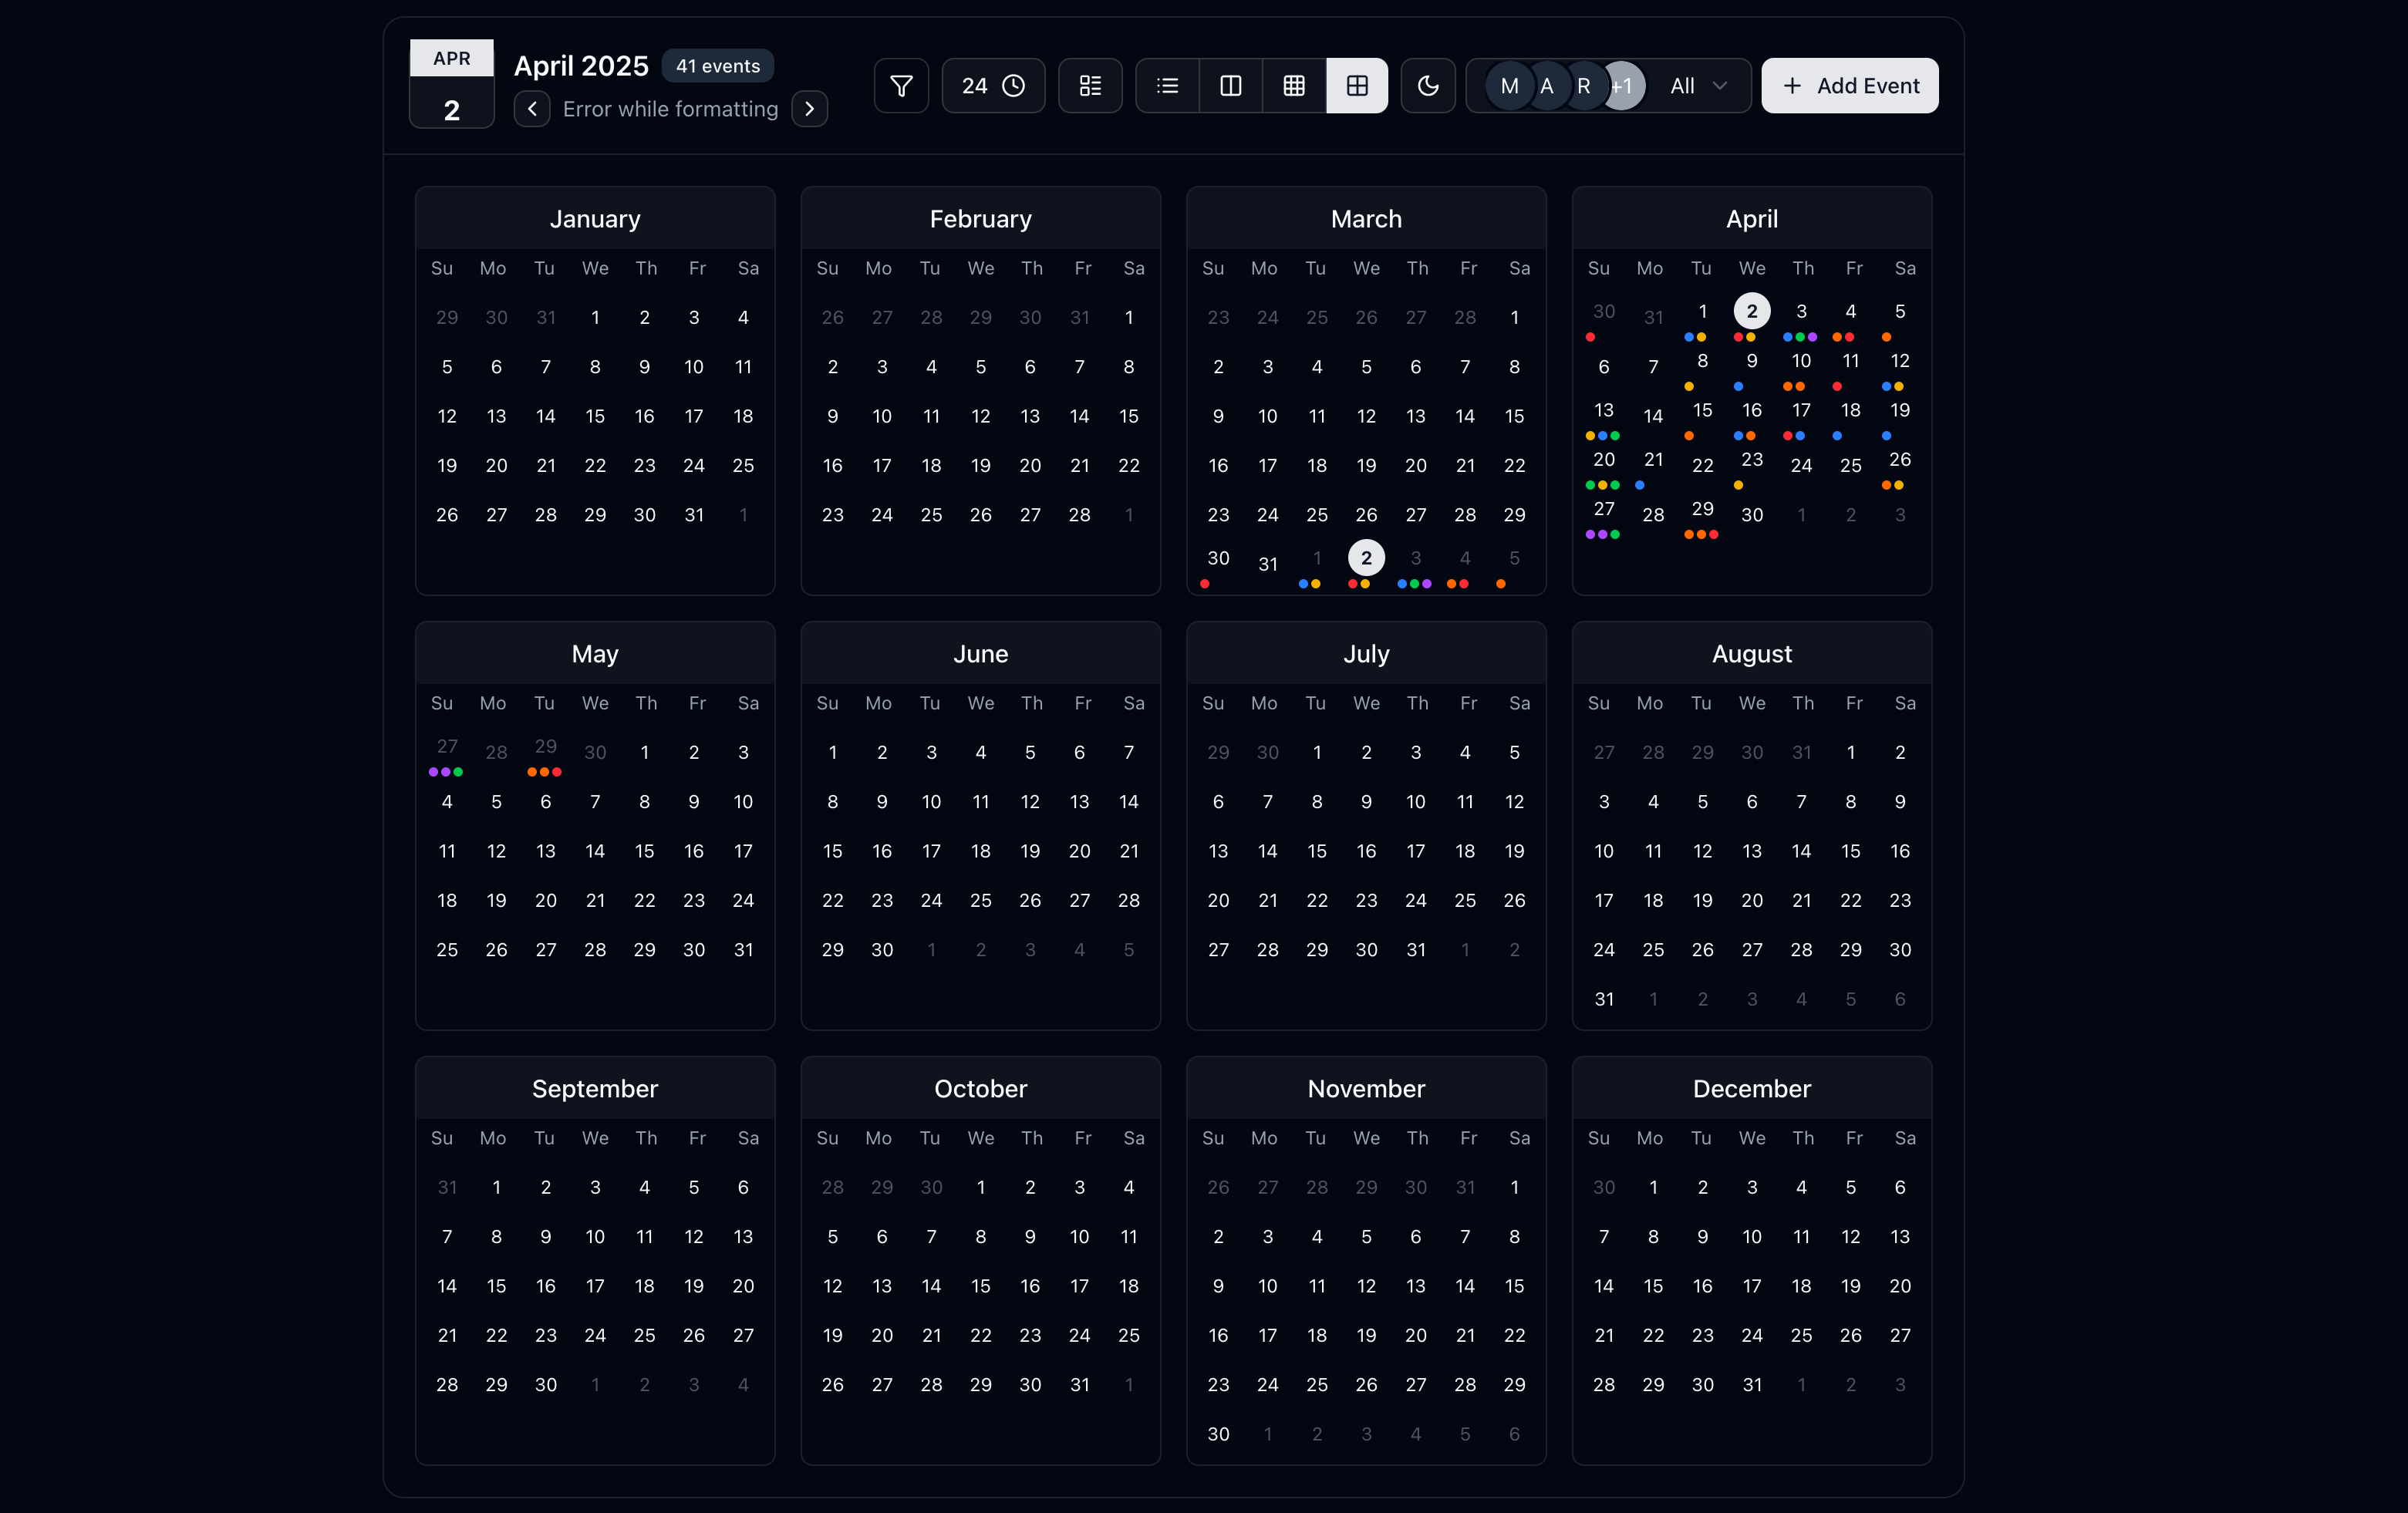 APR
2
April 2025 41 events
Error while formatting
24
M A R +1 All
+ Add Event
January
Su Mo Tu We Th Fr Sa
29 30 31 1 2 3 4
5 6 7 8 9 10 11
12 13 14 15 16 17 18
19 20 21 22 23 24 25
26 27 28 29 30 31 1
February
Su Mo Tu We Th Fr Sa
26 27 28 29 30 31 1
2 3 4 5 6 7 8
9 10 11 12 13 14 15
16 17 18 19 20 21 22
23 24 25 26 27 28 1
March
Su Mo Tu We Th Fr Sa
23 24 25 26 27 28 1
2 3 4 5 6 7 8
9 10 11 12 13 14 15
16 17 18 19 20 21 22
23 24 25 26 27 28 29
30 31 1 2 3 4 5
April
Su Mo Tu We Th Fr Sa
30 31 1 2 3 4 5
6 7 8 9 10 11 12
13 14 15 16 17 18 19
20 21 22 23 24 25 26
27 28 29 30 1 2 3
May
Su Mo Tu We Th Fr Sa
27 28 29 30 1 2 3
4 5 6 7 8 9 10
11 12 13 14 15 16 17
18 19 20 21 22 23 24
25 26 27 28 29 30 31
June
Su Mo Tu We Th Fr Sa
1 2 3 4 5 6 7
8 9 10 11 12 13 14
15 16 17 18 19 20 21
22 23 24 25 26 27 28
29 30 1 2 3 4 5
July
Su Mo Tu We Th Fr Sa
29 30 1 2 3 4 5
6 7 8 9 10 11 12
13 14 15 16 17 18 19
20 21 22 23 24 25 26
27 28 29 30 31 1 2
August
Su Mo Tu We Th Fr Sa
27 28 29 30 31 1 2
3 4 5 6 7 8 9
10 11 12 13 14 15 16
17 18 19 20 21 22 23
24 25 26 27 28 29 30
31 1 2 3 4 5 6
September
Su Mo Tu We Th Fr Sa
31 1 2 3 4 5 6
7 8 9 10 11 12 13
14 15 16 17 18 19 20
21 22 23 24 25 26 27
28 29 30 1 2 3 4
October
Su Mo Tu We Th Fr Sa
28 29 30 1 2 3 4
5 6 7 8 9 10 11
12 13 14 15 16 17 18
19 20 21 22 23 24 25
26 27 28 29 30 31 1
November
Su Mo Tu We Th Fr Sa
26 27 28 29 30 31 1
2 3 4 5 6 7 8
9 10 11 12 13 14 15
16 17 18 19 20 21 22
23 24 25 26 27 28 29
30 1 2 3 4 5 6
December
Su Mo Tu We Th Fr Sa
30 1 2 3 4 5 6
7 8 9 10 11 12 13
14 15 16 17 18 19 20
21 22 23 24 25 26 27
28 29 30 31 1 2 3